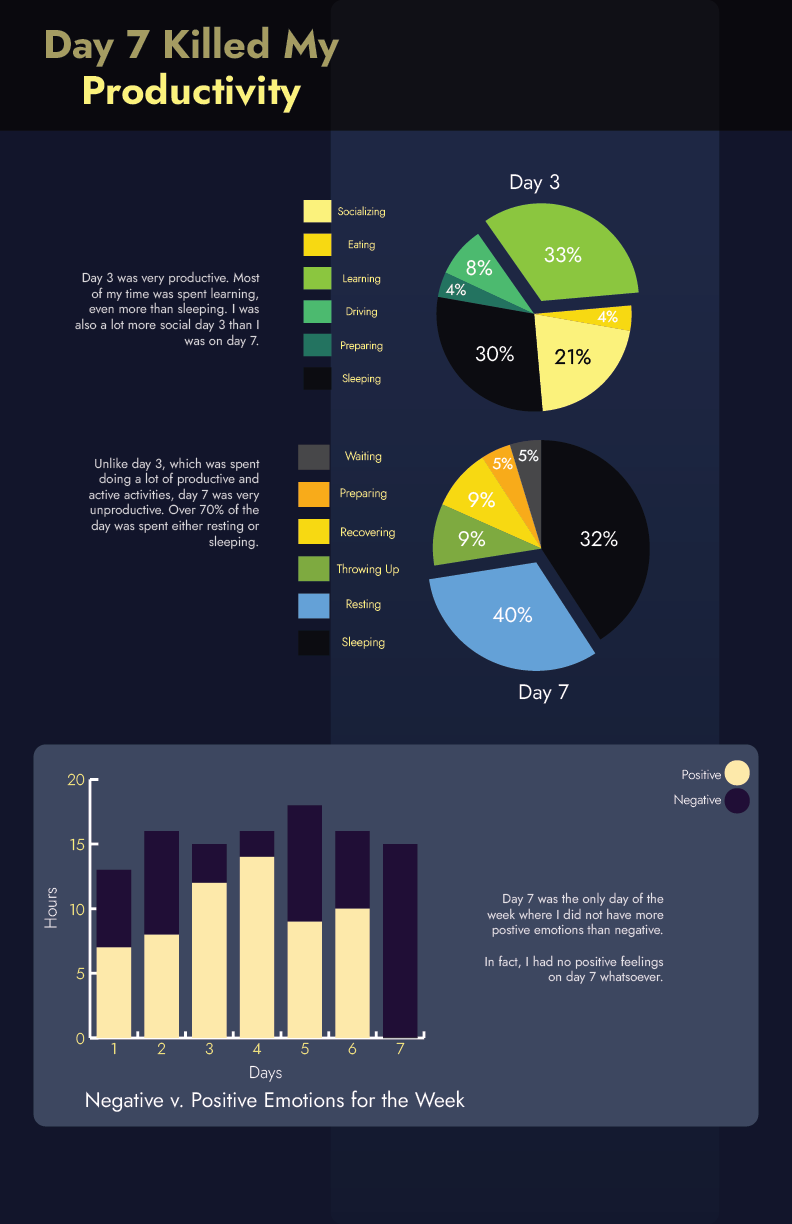 Day 7 Killed My
Productivity
Day 3
Socializing
Eating
Learning
Driving
Preparing
Sleeping
Day 3 was very productive. Most
of my time was spent learning,
even more than sleeping. I was
also a lot more social day 3 than I
was on day 7.
33%
8%
4%
4%
30%
21%
Unlike day 3, which was spent
doing a lot of productive and
active activities, day 7 was very
unproductive. Over 70% of the
day was spent either resting or
sleeping.
Waiting
Preparing
Recovering
Throwing Up
Resting
Sleeping
5%
5%
9%
9%
32%
40%
Day 7
Positive
Negative
20
15
10
5
0
Hours
1 2 3 4 5 6 7
Days
Negative v. Positive Emotions for the Week
Day 7 was the only day of the
week where I did not have more
postive emotions than negative.
In fact, I had no positive feelings
on day 7 whatsoever.